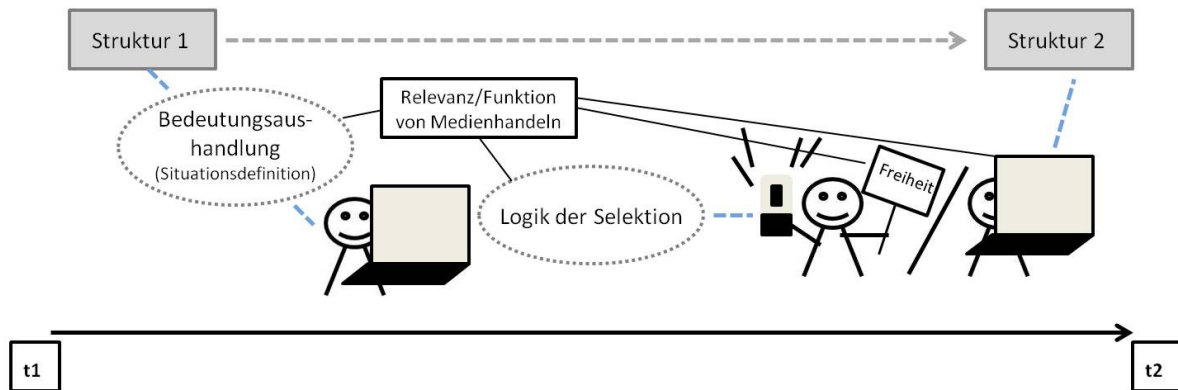 Struktur 1
Struktur 2
Relevanz/Funktion
von Medienhandeln
Bedeutungsaus-
handlung
(Situationsdefinition)
Freiheit
Logik der Selektion
t1
t2